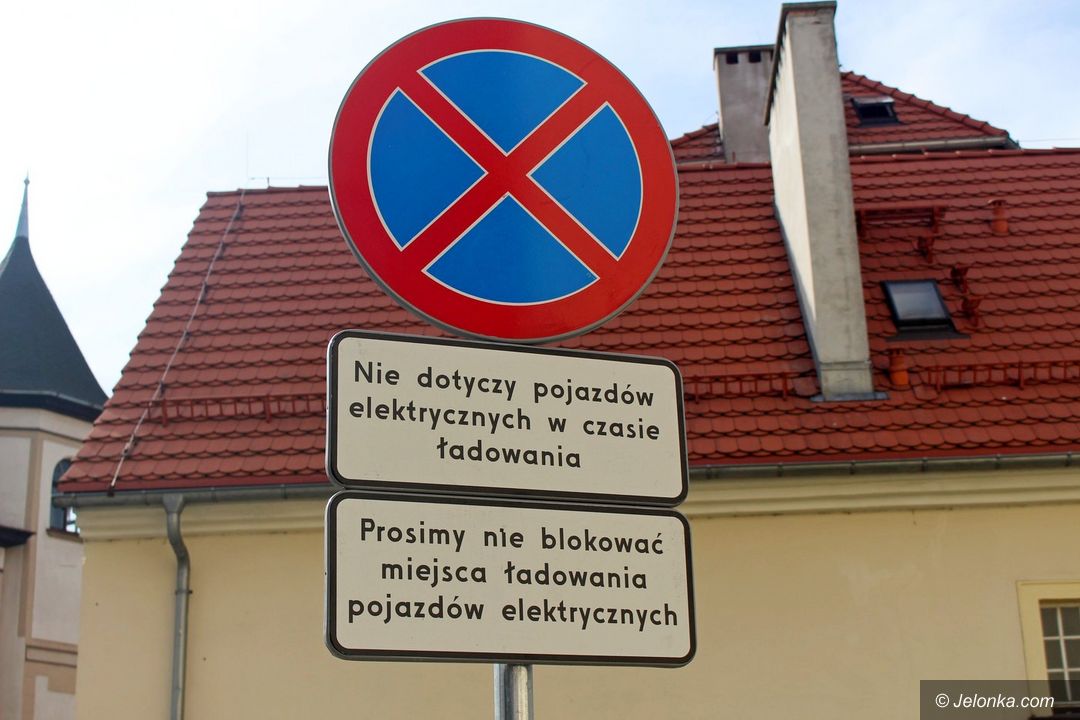 Nie dotyczy pojazdów
elektrycznych w czasie
ładowania
Prosimy nie blokować
miejsca ładowania
pojazdów elektrycznych
© Jelonka.com